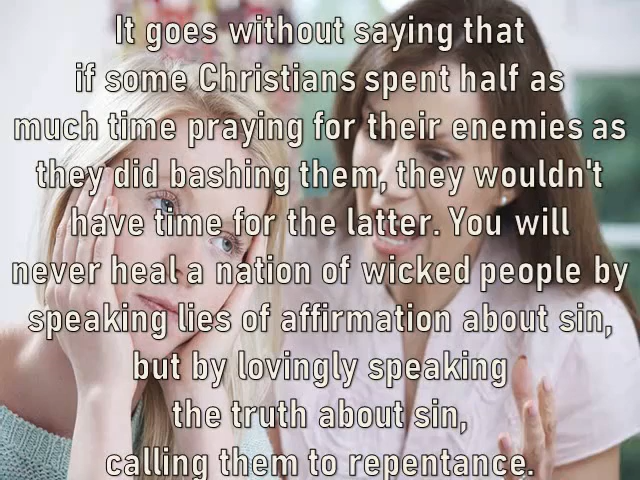 It goes without saying that
if some Christians spent half as
much time praying for their enemies as
they did bashing them, they wouldn't
have time for the latter. You will
never heal a nation of wicked people by
speaking lies of affirmation about sin,
but by lovingly speaking
the truth about sin,
calling them to repentance.